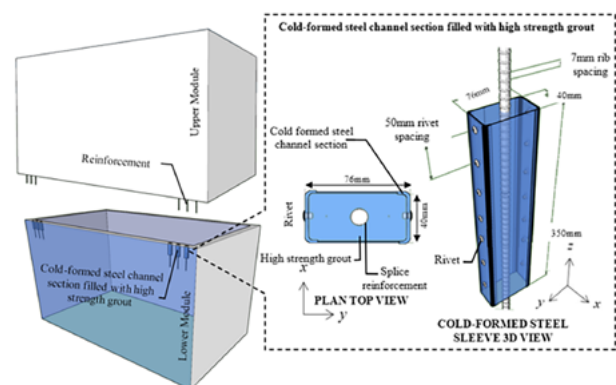 Cold-formed steel channel section filled with high strength grout
Upper Module
Reinforcement
Cold-formed steel channel
section filled with high
strength grout
Lower Module
Cold formed steel
channel section
76mm
Rivet
40mm
High strength grout
Splice
reinforcement
x
y
PLAN TOP VIEW
7mm rib
spacing
76mm
40mm
50mm rivet
spacing
350mm
Rivet
z
y
x
COLD-FORMED STEEL
SLEEVE 3D VIEW